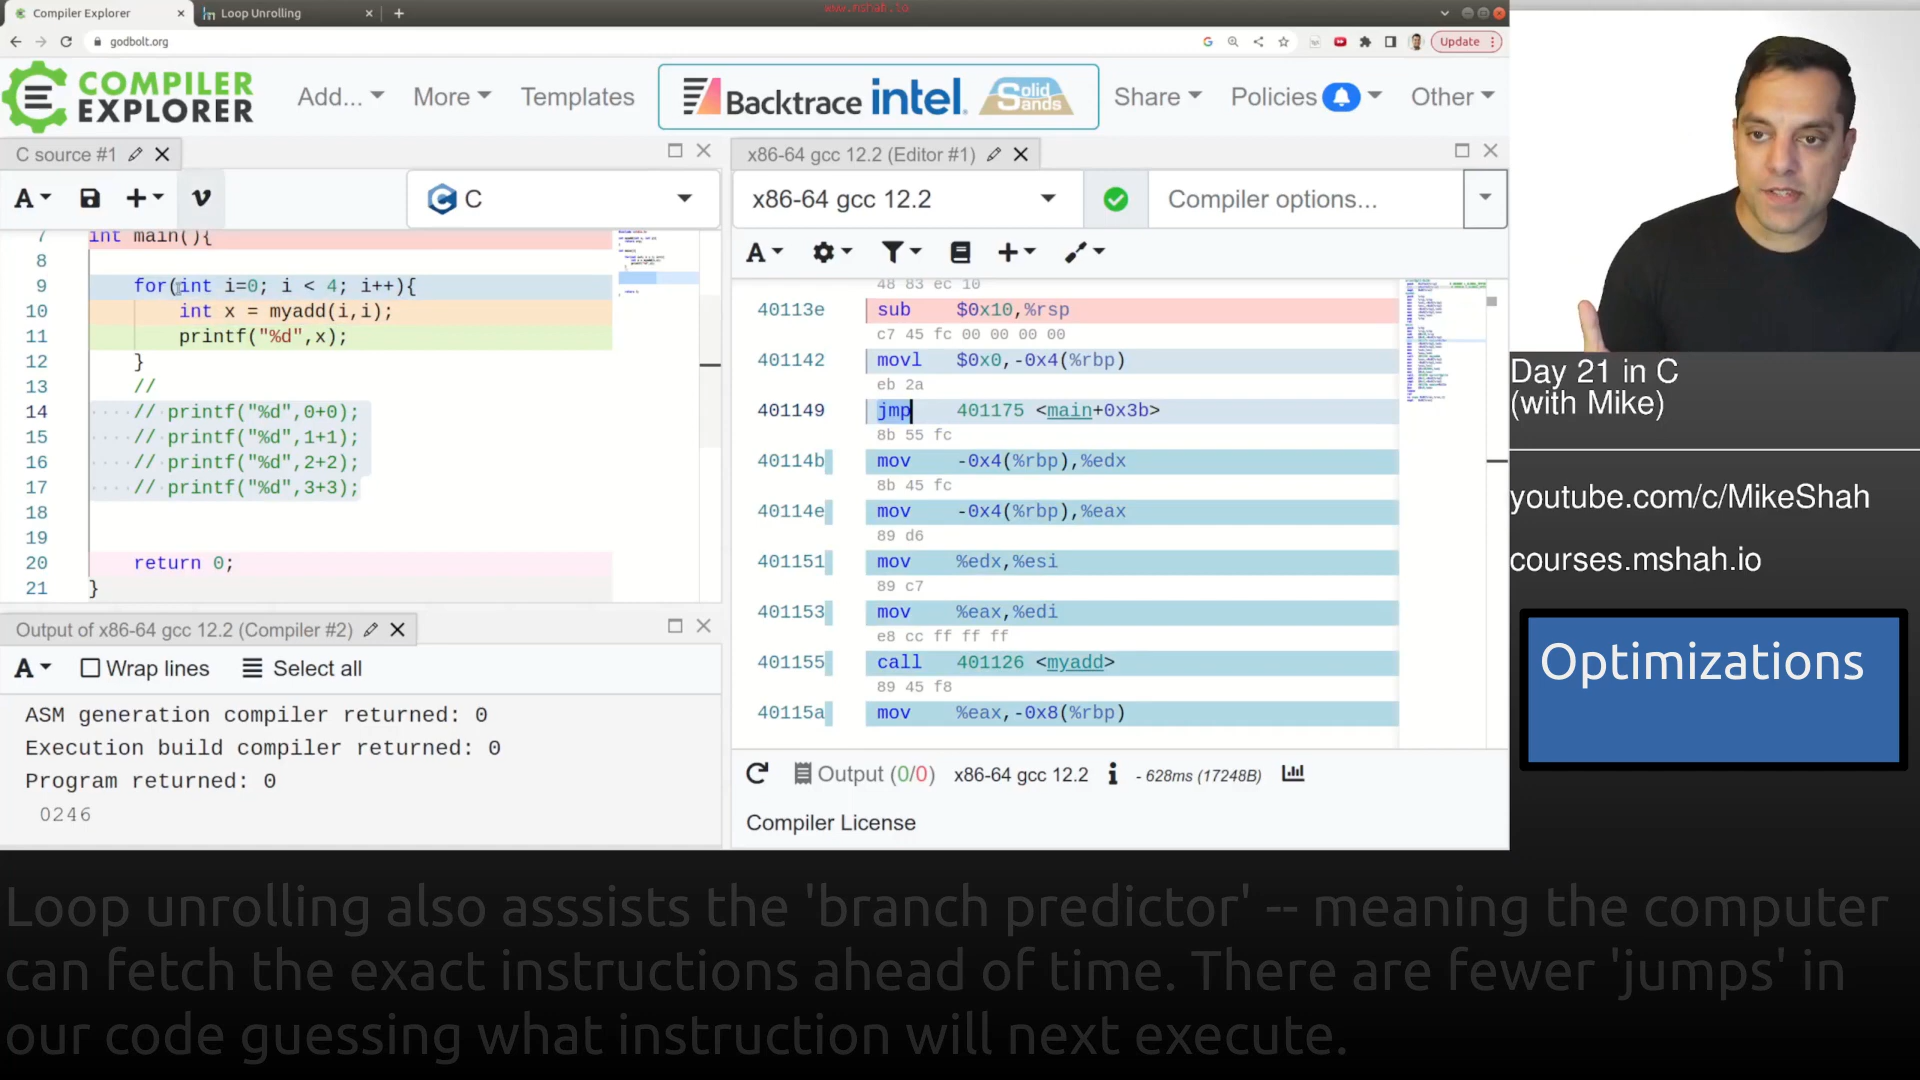 www.mshah.io
Compiler Explorer
Loop Unrolling
godbolt.org
Update
COMPILER
EXPLORER
Add...
More
Templates
Backtrace
intel.
Solid
Sands
Share
Policies
Other
C source #1
C
7 int main(){
8
9 for(int i=0; i < 4; i++){
10 int x = myadd(i,i);
11 printf("%d",x);
12 }
13 //
14 // printf("%d",0+0);
15 // printf("%d",1+1);
16 // printf("%d",2+2);
17 // printf("%d",3+3);
18
19
20 return 0;
21 }
Output of x86-64 gcc 12.2 (Compiler #2)
A
Wrap lines
Select all
ASM generation compiler returned: 0
Execution build compiler returned: 0
Program returned: 0
0246
x86-64 gcc 12.2 (Editor #1)
x86-64 gcc 12.2
Compiler options...
48 83 ec 10
40113e sub $0x10,%rsp
c7 45 fc 00 00 00 00
401142 movl $0x0,-0x4(%rbp)
eb 2a
401149 jmp 401175 <main+0x3b>
8b 55 fc
40114b mov -0x4(%rbp),%edx
8b 45 fc
40114e mov -0x4(%rbp),%eax
89 d6
401151 mov %edx,%esi
89 c7
401153 mov %eax,%edi
e8 cc ff ff ff
401155 call 401126 <myadd>
89 45 f8
40115a mov %eax,-0x8(%rbp)
Output (0/0) x86-64 gcc 12.2 i - 628ms (17248B)
Compiler License
Day 21 in C
(with Mike)
youtube.com/c/MikeShah
courses.mshah.io
Optimizations
Loop unrolling also asssists the 'branch predictor' -- meaning the computer
can fetch the exact instructions ahead of time. There are fewer 'jumps' in
our code guessing what instruction will next execute.